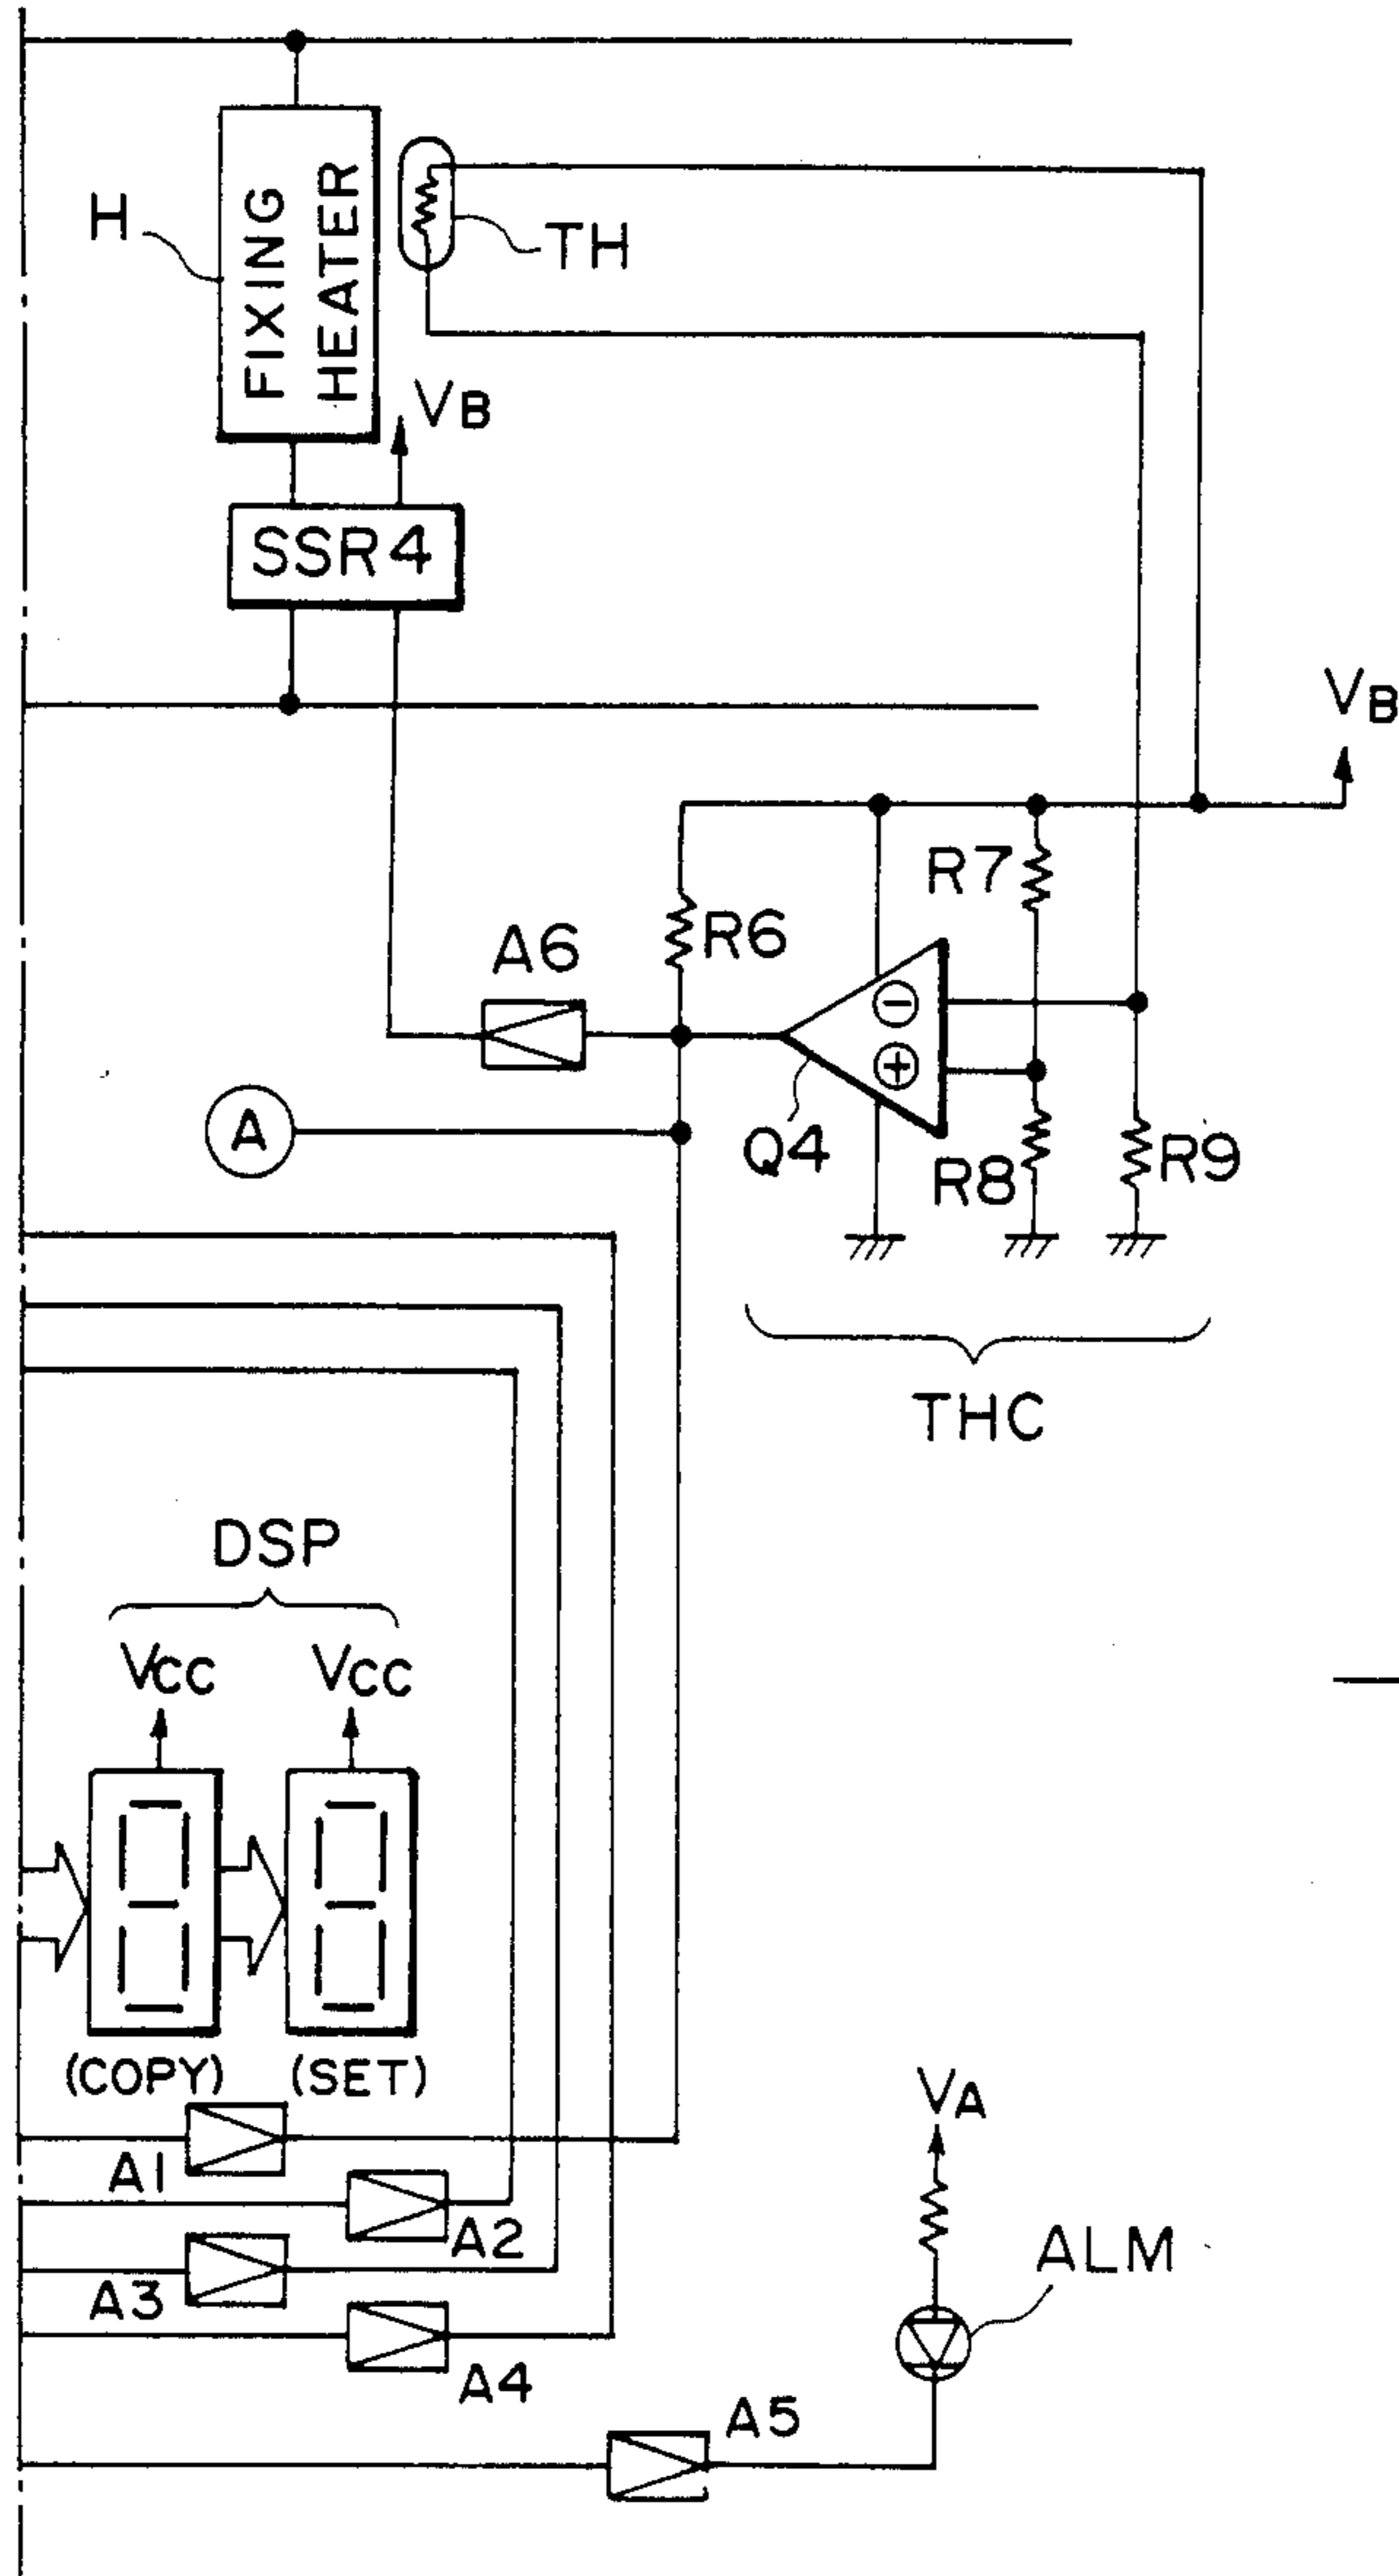 H
FIXING
HEATER
TH
VB
SSR4
VB
R7
R6
A6
⊖
⊕
A
Q4
R8
R9
THC
DSP
VCC VCC
(COPY) (SET)
A1
A2
A3
A4
A5
VA
ALM